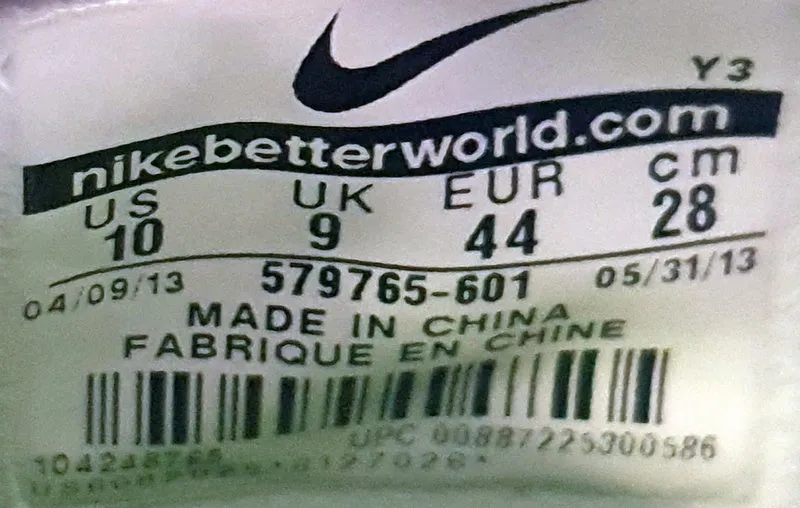 Y3
nikebetterworld.com
US UK EUR cm
10 9 44 28
04/09/13 579765-601 05/31/13
MADE IN CHINA
FABRIQUE EN CHINE
UPC 00887225300586